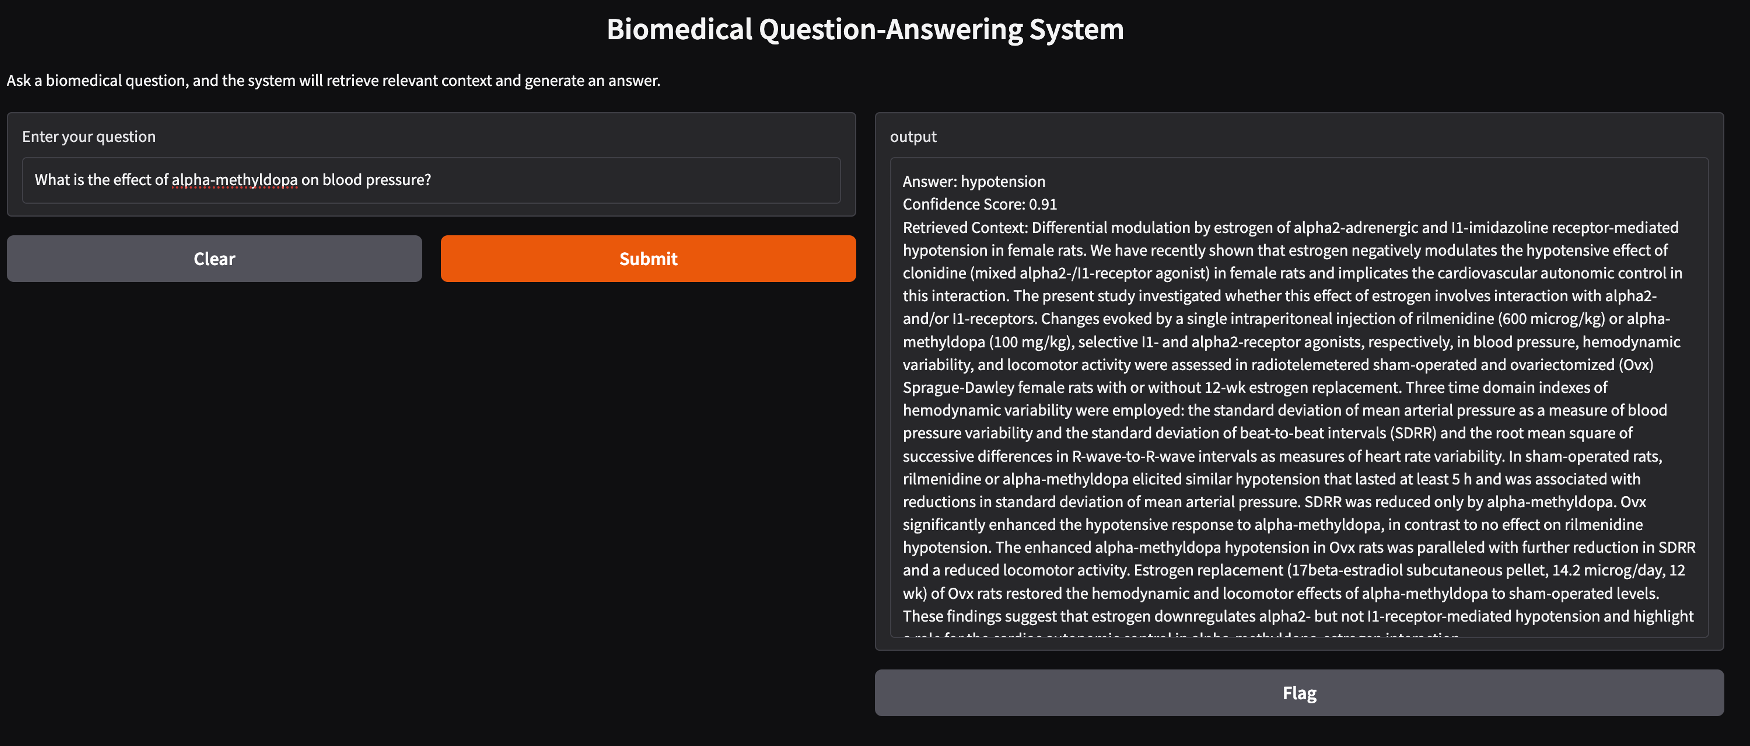 Biomedical Question-Answering System
Ask a biomedical question, and the system will retrieve relevant context and generate an answer.
Enter your question
What is the effect of alpha-methyldopa on blood pressure?
Clear
Submit
output
Answer: hypotension
Confidence Score: 0.91
Retrieved Context: Differential modulation by estrogen of alpha2-adrenergic and I1-imidazoline receptor-mediated
hypotension in female rats. We have recently shown that estrogen negatively modulates the hypotensive effect of
clonidine (mixed alpha2-/I1-receptor agonist) in female rats and implicates the cardiovascular autonomic control in
this interaction. The present study investigated whether this effect of estrogen involves interaction with alpha2-
and/or I1-receptors. Changes evoked by a single intraperitoneal injection of rilmenidine (600 microg/kg) or alpha-
methyldopa (100 mg/kg), selective I1- and alpha2-receptor agonists, respectively, in blood pressure, hemodynamic
variability, and locomotor activity were assessed in radiotelemetered sham-operated and ovariectomized (Ovx)
Sprague-Dawley female rats with or without 12-wk estrogen replacement. Three time domain indexes of
hemodynamic variability were employed: the standard deviation of mean arterial pressure as a measure of blood
pressure variability and the standard deviation of beat-to-beat intervals (SDRR) and the root mean square of
successive differences in R-wave-to-R-wave intervals as measures of heart rate variability. In sham-operated rats,
rilmenidine or alpha-methyldopa elicited similar hypotension that lasted at least 5 h and was associated with
reductions in standard deviation of mean arterial pressure. SDRR was reduced only by alpha-methyldopa. Ovx
significantly enhanced the hypotensive response to alpha-methyldopa, in contrast to no effect on rilmenidine
hypotension. The enhanced alpha-methyldopa hypotension in Ovx rats was paralleled with further reduction in SDRR
and a reduced locomotor activity. Estrogen replacement (17beta-estradiol subcutaneous pellet, 14.2 microg/day, 12
wk) of Ovx rats restored the hemodynamic and locomotor effects of alpha-methyldopa to sham-operated levels.
These findings suggest that estrogen downregulates alpha2- but not I1-receptor-mediated hypotension and highlight
a role for the cardiac autonomic control in alpha-methyldopa-estrogen interaction.
Flag